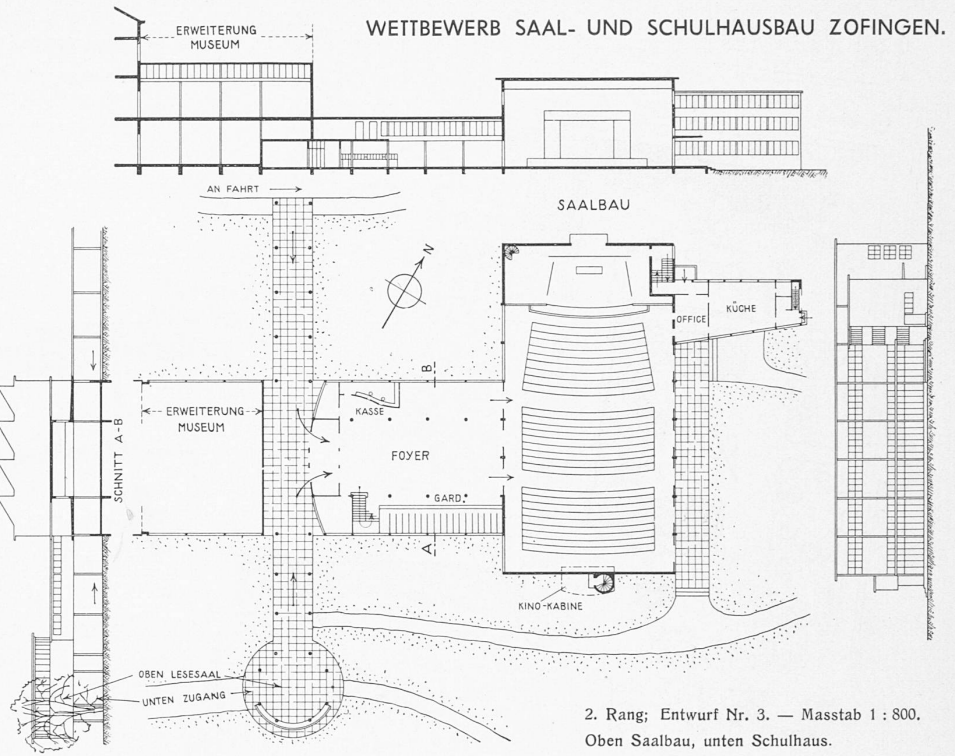 WETTBEWERB SAAL- UND SCHULHAUSBAU ZOFINGEN.
ERWEITERUNG
MUSEUM
AN FAHRT
SAALBAU
N
OFFICE
KÜCHE
B
ERWEITERUNG
MUSEUM
KASSE
SCHNITT A-B
FOYER
GARD.
A
KINO-KABINE
OBEN LESESAAL
UNTEN ZUGANG
2. Rang; Entwurf Nr. 3. — Masstab 1 : 800.
Oben Saalbau, unten Schulhaus.